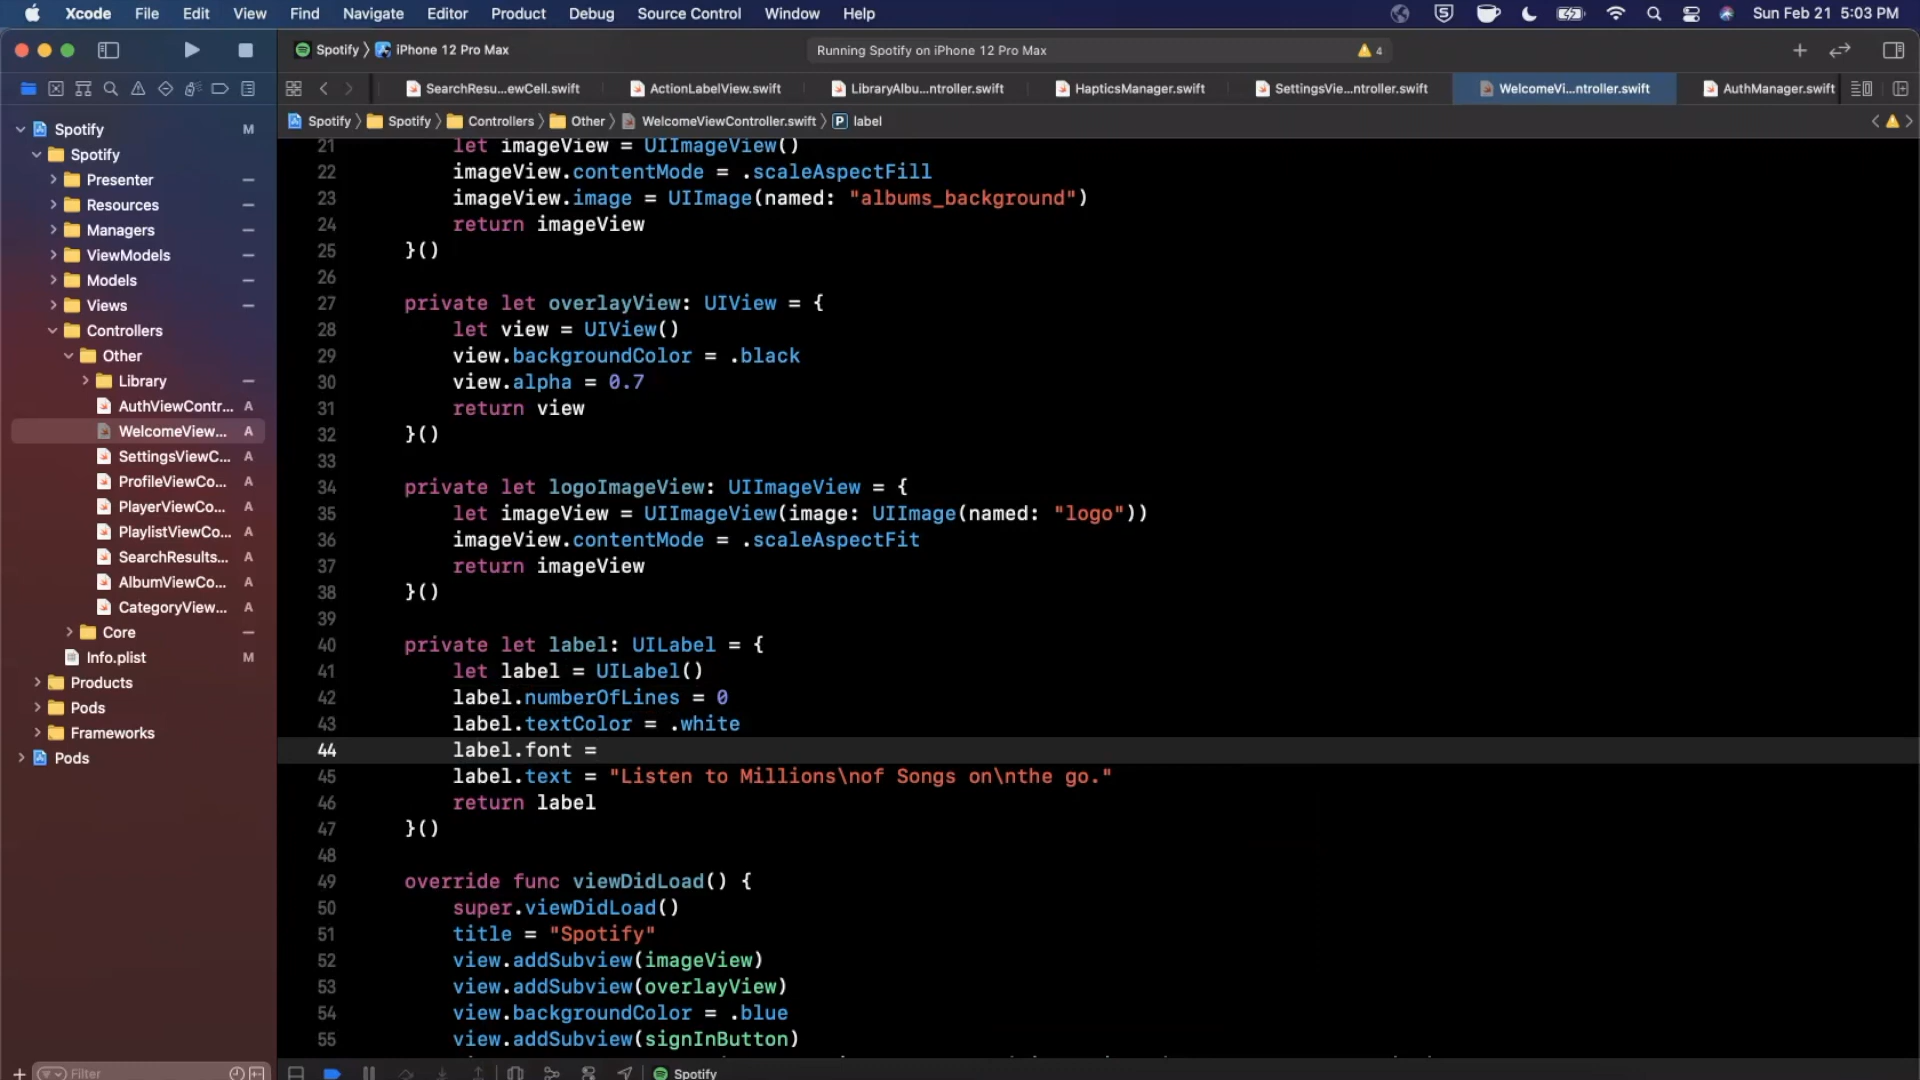 Xcode File Edit View Find Navigate Editor Product Debug Source Control Window Help Sun Feb 21 5:03 PM
Spotify iPhone 12 Pro Max Running Spotify on iPhone 12 Pro Max 4
SearchResu...ewCell.swift ActionLabelView.swift LibraryAlbu...ntroller.swift HapticsManager.swift SettingsVie...ntroller.swift WelcomeVi...ntroller.swift AuthManager.swift
Spotify Spotify Controllers Other WelcomeViewController.swift P label
Spotify M
Spotify
Presenter
Resources
Managers
ViewModels
Models
Views
Controllers
Other
Library
AuthViewContr... A
WelcomeView... A
SettingsViewC... A
ProfileViewCo... A
PlayerViewCo... A
PlaylistViewCo... A
SearchResults... A
AlbumViewCo... A
CategoryView... A
Core
Info.plist M
Products
Pods
Frameworks
Pods
Filter
21 let imageView = UIImageView()
22 imageView.contentMode = .scaleAspectFill
23 imageView.image = UIImage(named: "albums_background")
24 return imageView
25 }()
26
27 private let overlayView: UIView = {
28 let view = UIView()
29 view.backgroundColor = .black
30 view.alpha = 0.7
31 return view
32 }()
33
34 private let logoImageView: UIImageView = {
35 let imageView = UIImageView(image: UIImage(named: "logo"))
36 imageView.contentMode = .scaleAspectFit
37 return imageView
38 }()
39
40 private let label: UILabel = {
41 let label = UILabel()
42 label.numberOfLines = 0
43 label.textColor = .white
44 label.font =
45 label.text = "Listen to Millions\nof Songs on\nthe go."
46 return label
47 }()
48
49 override func viewDidLoad() {
50 super.viewDidLoad()
51 title = "Spotify"
52 view.addSubview(imageView)
53 view.addSubview(overlayView)
54 view.backgroundColor = .blue
55 view.addSubview(signInButton)
Spotify